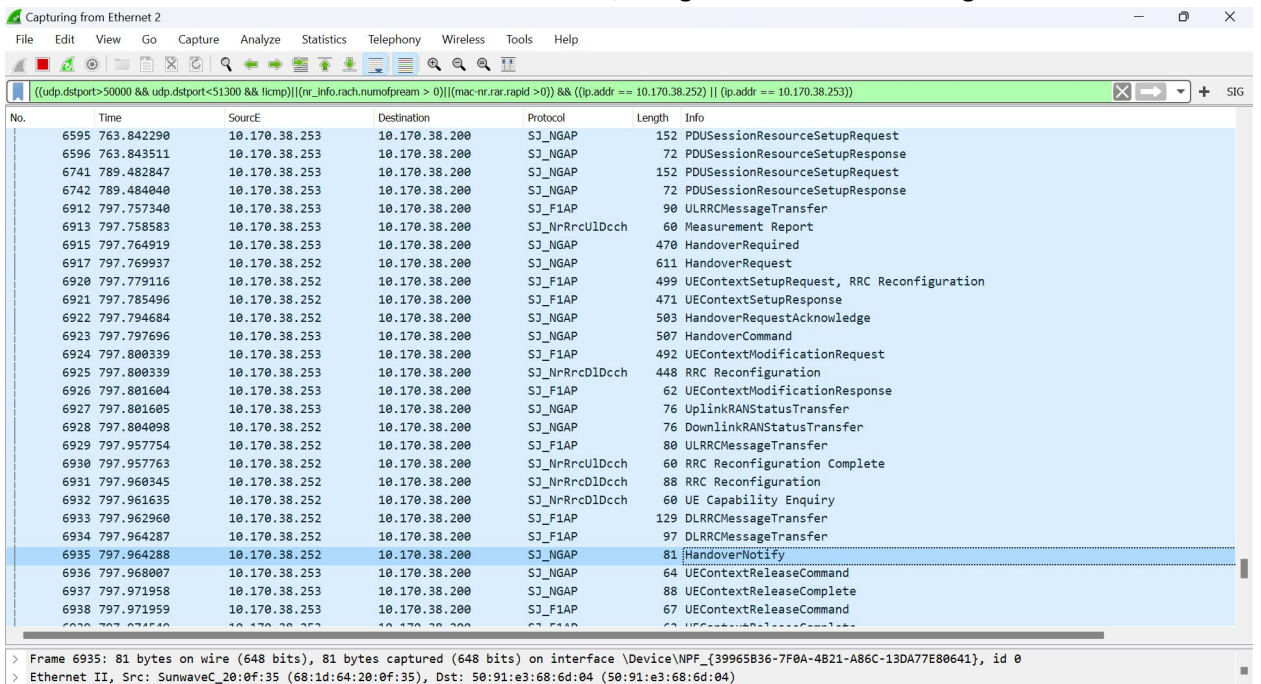 Capturing from Ethernet 2
File Edit View Go Capture Analyze Statistics Telephony Wireless Tools Help
((udp.dstport>50000 && udp.dstport<51300 && !icmp)||(nr_info.rach.numofpream > 0)||(mac-nr.rar.rapid >0)) && ((ip.addr == 10.170.38.252) || (ip.addr == 10.170.38.253)) + SIG
No. Time SourcE Destination Protocol Length Info
6595 763.842290 10.170.38.253 10.170.38.200 SJ_NGAP 152 PDUSessionResourceSetupRequest
6596 763.843511 10.170.38.253 10.170.38.200 SJ_NGAP 72 PDUSessionResourceSetupResponse
6741 789.482847 10.170.38.253 10.170.38.200 SJ_NGAP 152 PDUSessionResourceSetupRequest
6742 789.484040 10.170.38.253 10.170.38.200 SJ_NGAP 72 PDUSessionResourceSetupResponse
6912 797.757340 10.170.38.253 10.170.38.200 SJ_F1AP 90 ULRRCMessageTransfer
6913 797.758583 10.170.38.253 10.170.38.200 SJ_NrRrcUlDcch 60 Measurement Report
6915 797.764919 10.170.38.253 10.170.38.200 SJ_NGAP 470 HandoverRequired
6917 797.769937 10.170.38.252 10.170.38.200 SJ_NGAP 611 HandoverRequest
6920 797.779116 10.170.38.252 10.170.38.200 SJ_F1AP 499 UEContextSetupRequest, RRC Reconfiguration
6921 797.785496 10.170.38.252 10.170.38.200 SJ_F1AP 471 UEContextSetupResponse
6922 797.794684 10.170.38.252 10.170.38.200 SJ_NGAP 503 HandoverRequestAcknowledge
6923 797.797696 10.170.38.253 10.170.38.200 SJ_NGAP 507 HandoverCommand
6924 797.800339 10.170.38.253 10.170.38.200 SJ_F1AP 492 UEContextModificationRequest
6925 797.800339 10.170.38.253 10.170.38.200 SJ_NrRrcDlDcch 448 RRC Reconfiguration
6926 797.801604 10.170.38.253 10.170.38.200 SJ_F1AP 62 UEContextModificationResponse
6927 797.801605 10.170.38.253 10.170.38.200 SJ_NGAP 76 UplinkRANStatusTransfer
6928 797.804098 10.170.38.252 10.170.38.200 SJ_NGAP 76 DownlinkRANStatusTransfer
6929 797.957754 10.170.38.252 10.170.38.200 SJ_F1AP 80 ULRRCMessageTransfer
6930 797.957763 10.170.38.252 10.170.38.200 SJ_NrRrcUlDcch 60 RRC Reconfiguration Complete
6931 797.960345 10.170.38.252 10.170.38.200 SJ_NrRrcDlDcch 88 RRC Reconfiguration
6932 797.961635 10.170.38.252 10.170.38.200 SJ_NrRrcDlDcch 60 UE Capability Enquiry
6933 797.962960 10.170.38.252 10.170.38.200 SJ_F1AP 129 DLRRCMessageTransfer
6934 797.964287 10.170.38.252 10.170.38.200 SJ_F1AP 97 DLRRCMessageTransfer
6935 797.964288 10.170.38.252 10.170.38.200 SJ_NGAP 81 HandoverNotify
6936 797.968007 10.170.38.253 10.170.38.200 SJ_NGAP 64 UEContextReleaseCommand
6937 797.971958 10.170.38.253 10.170.38.200 SJ_NGAP 88 UEContextReleaseComplete
6938 797.971959 10.170.38.253 10.170.38.200 SJ_F1AP 67 UEContextReleaseCommand
> Frame 6935: 81 bytes on wire (648 bits), 81 bytes captured (648 bits) on interface \Device\NPF_{39965B36-7F0A-4B21-A86C-13DA77E80641}, id 0
> Ethernet II, Src: SunwaveC_20:0f:35 (68:1d:64:20:0f:35), Dst: 50:91:e3:68:6d:04 (50:91:e3:68:6d:04)